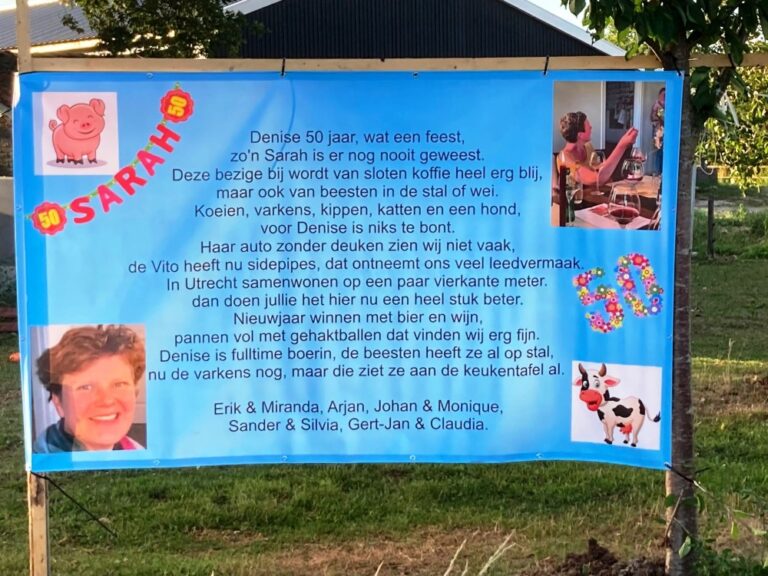 50 SARAH 50
Denise 50 jaar, wat een feest,
zo'n Sarah is er nog nooit geweest.
Deze bezige bij wordt van sloten koffie heel erg blij,
maar ook van beesten in de stal of wei.
Koeien, varkens, kippen, katten en een hond,
voor Denise is niks te bont.
Haar auto zonder deuken zien wij niet vaak,
de Vito heeft nu sidepipes, dat ontneemt ons veel leedvermaak.
In Utrecht samenwonen op een paar vierkante meter.
dan doen jullie het hier nu een heel stuk beter.
Nieuwjaar winnen met bier en wijn,
pannen vol met gehaktballen dat vinden wij erg fijn.
Denise is fulltime boerin, de beesten heeft ze al op stal,
nu de varkens nog, maar die ziet ze aan de keukentafel al.
Erik & Miranda, Arjan, Johan & Monique,
Sander & Silvia, Gert-Jan & Claudia.
50